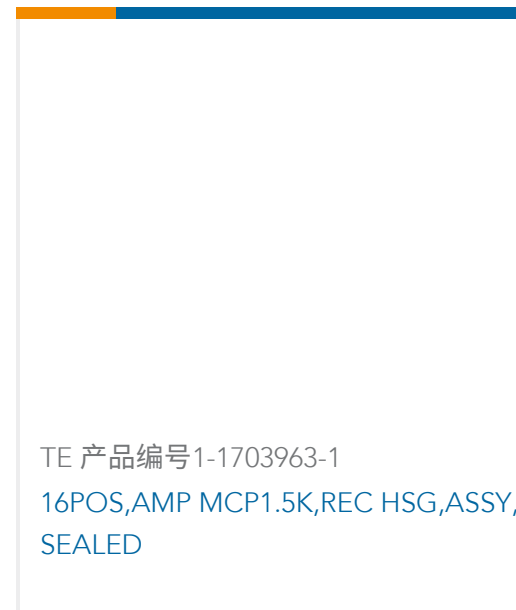 TE 产品编号1-1703963-1
16POS,AMP MCP1.5K,REC HSG,ASSY,
SEALED